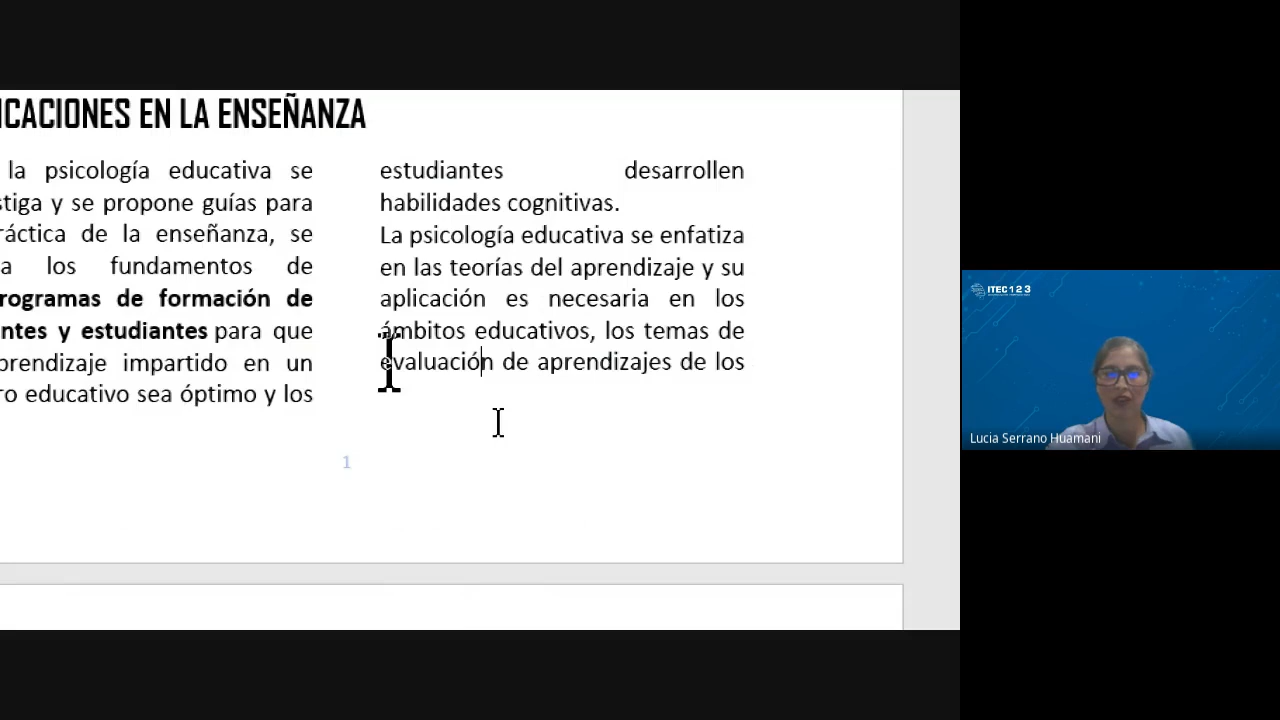 ICACIONES EN LA ENSEÑANZA
la psicología educativa se
stiga y se propone guías para
ráctica de la enseñanza, se
a los fundamentos de
rogramas de formación de
ntes y estudiantes para que
prendizaje impartido en un
ro educativo sea óptimo y los
estudiantes desarrollen
habilidades cognitivas.
La psicología educativa se enfatiza
en las teorías del aprendizaje y su
aplicación es necesaria en los
ámbitos educativos, los temas de
evaluación de aprendizajes de los
1
ITEC 1 2 3
Lucia Serrano Huamani